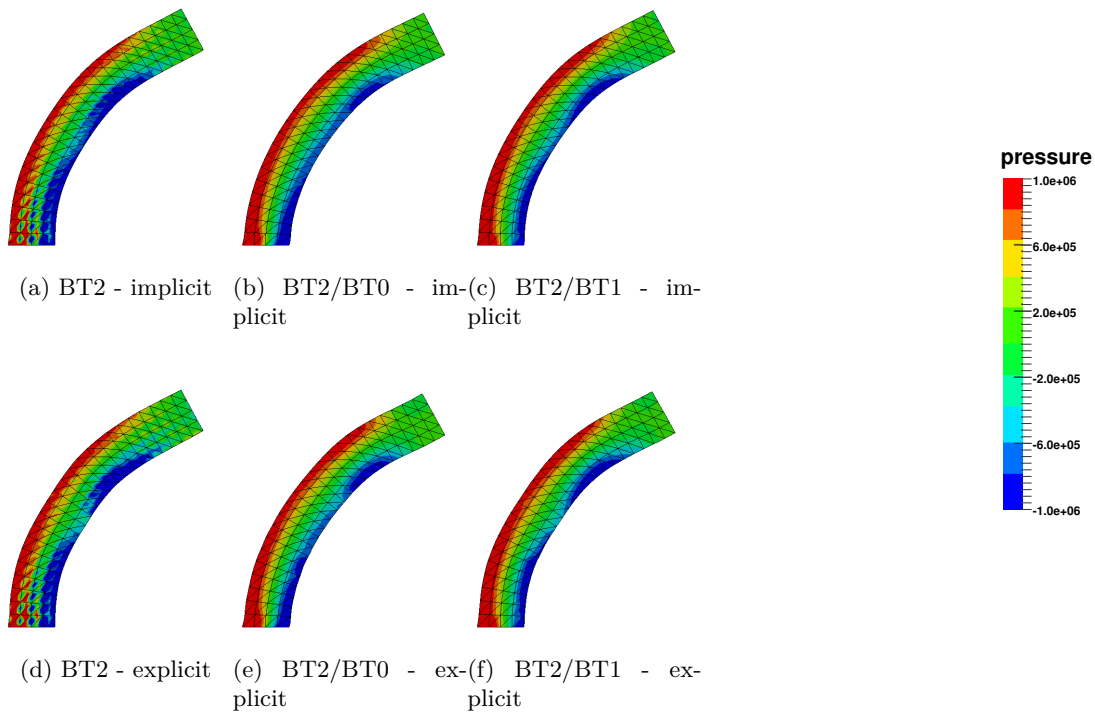 pressure
1.0e+06
6.0e+05
2.0e+05
-2.0e+05
-6.0e+05
-1.0e+06
(a) BT2 - implicit
(b) BT2/BT0 - im-
plicit
(c) BT2/BT1 - im-
plicit
(d) BT2 - explicit
(e) BT2/BT0 - ex-
plicit
(f) BT2/BT1 - ex-
plicit